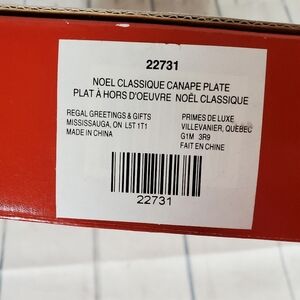 22731
NOEL CLASSIQUE CANAPE PLATE
PLAT À HORS D'OEUVRE NOËL CLASSIQUE
REGAL GREETINGS & GIFTS
MISSISSAUGA, ON L5T 1T1
MADE IN CHINA
PRIMES DE LUXE
VILLEVANIER, QUÉBEC
G1M 3R9
FAIT EN CHINE
22731